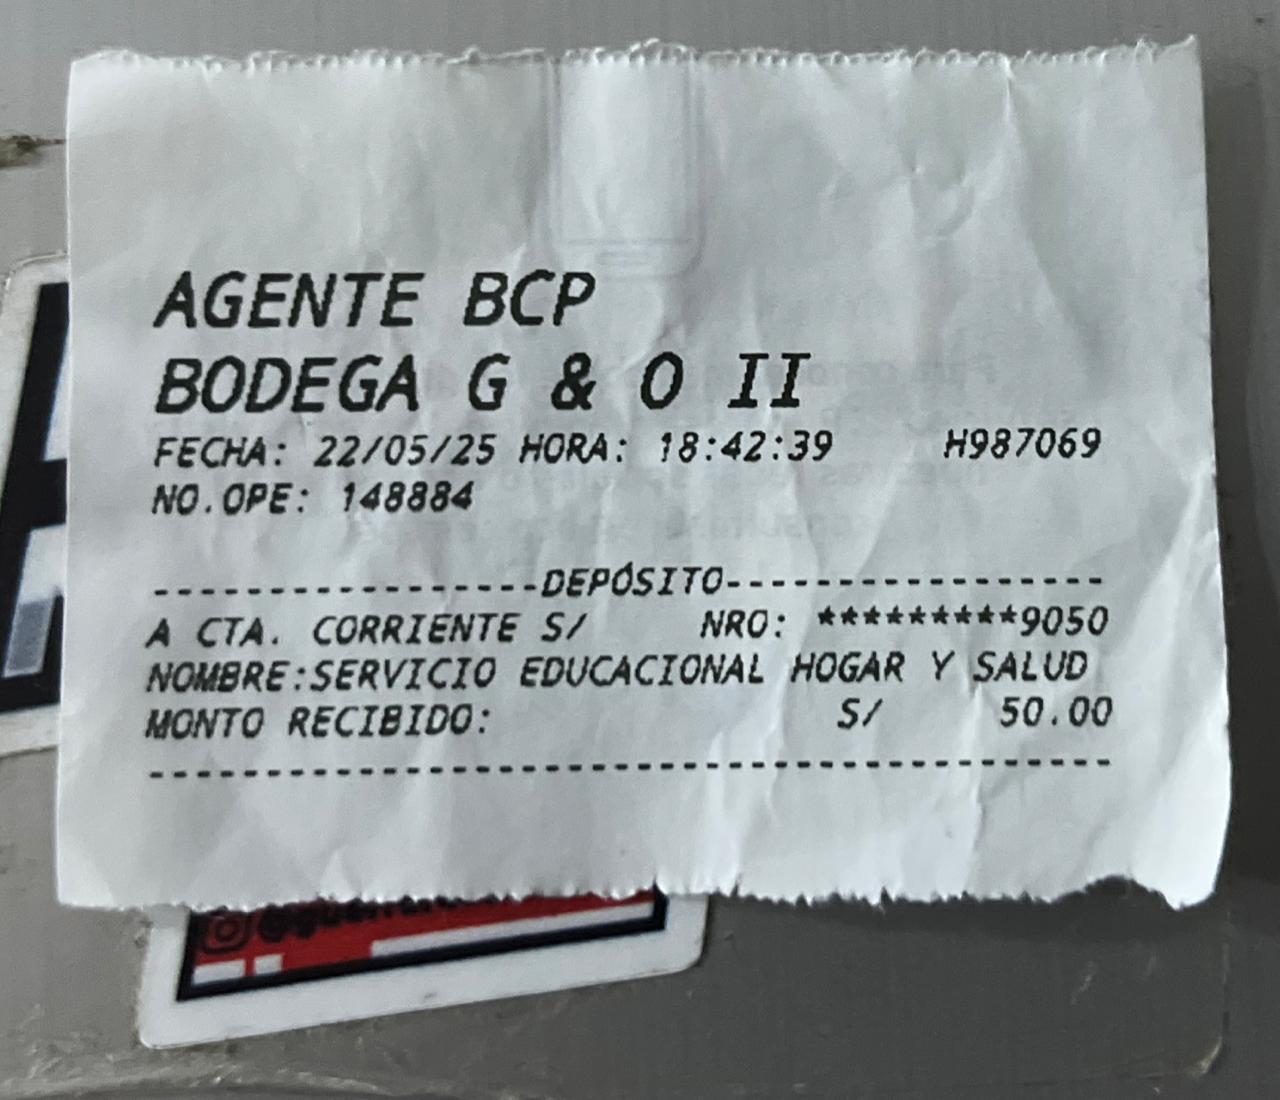 AGENTE BCP
BODEGA G & O II
FECHA: 22/05/25 HORA: 18:42:39 H987069
NO.OPE: 148884
------------------DEPÓSITO------------------
A CTA. CORRIENTE S/ NRO: *********9050
NOMBRE:SERVICIO EDUCACIONAL HOGAR Y SALUD
MONTO RECIBIDO: S/ 50.00
--------------------------------------------